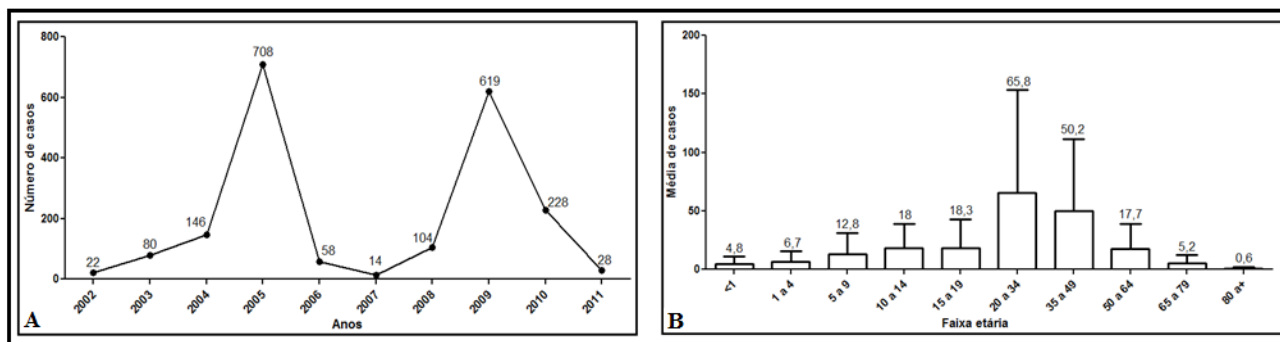 800
600
400
200
0
Número de casos
22
80
146
708
58
14
104
619
228
28
2002
2003
2004
2005
2006
2007
2008
2009
2010
2011
Anos
A
200
150
100
50
0
Média de casos
4,8
6,7
12,8
18
18,3
65,8
50,2
17,7
5,2
0,6
<1
1 a 4
5 a 9
10 a 14
15 a 19
20 a 34
35 a 49
50 a 64
65 a 79
80 a+
Faixa etária
B